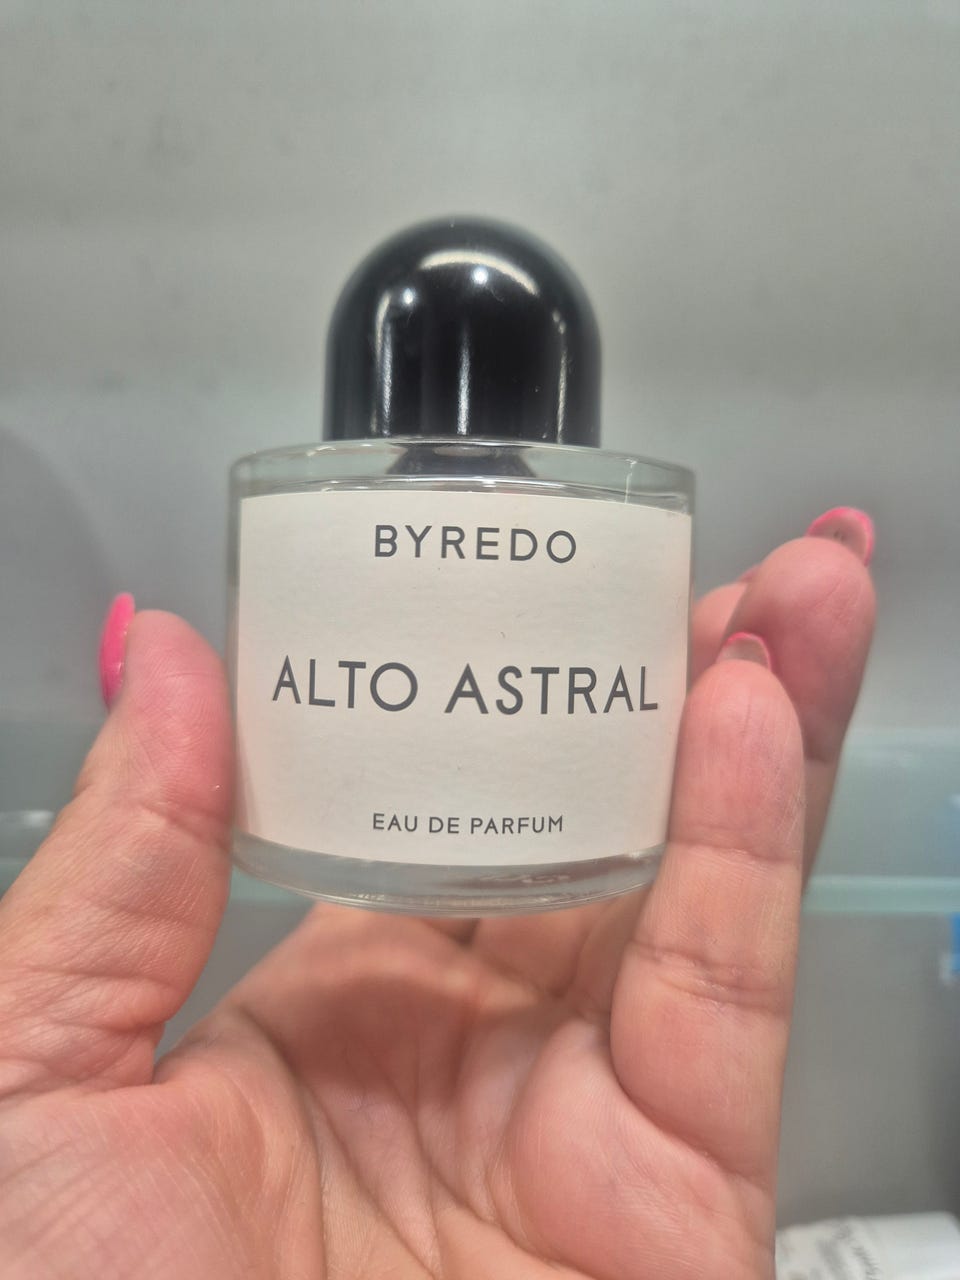 BYREDO
ALTO ASTRAL
EAU DE PARFUM